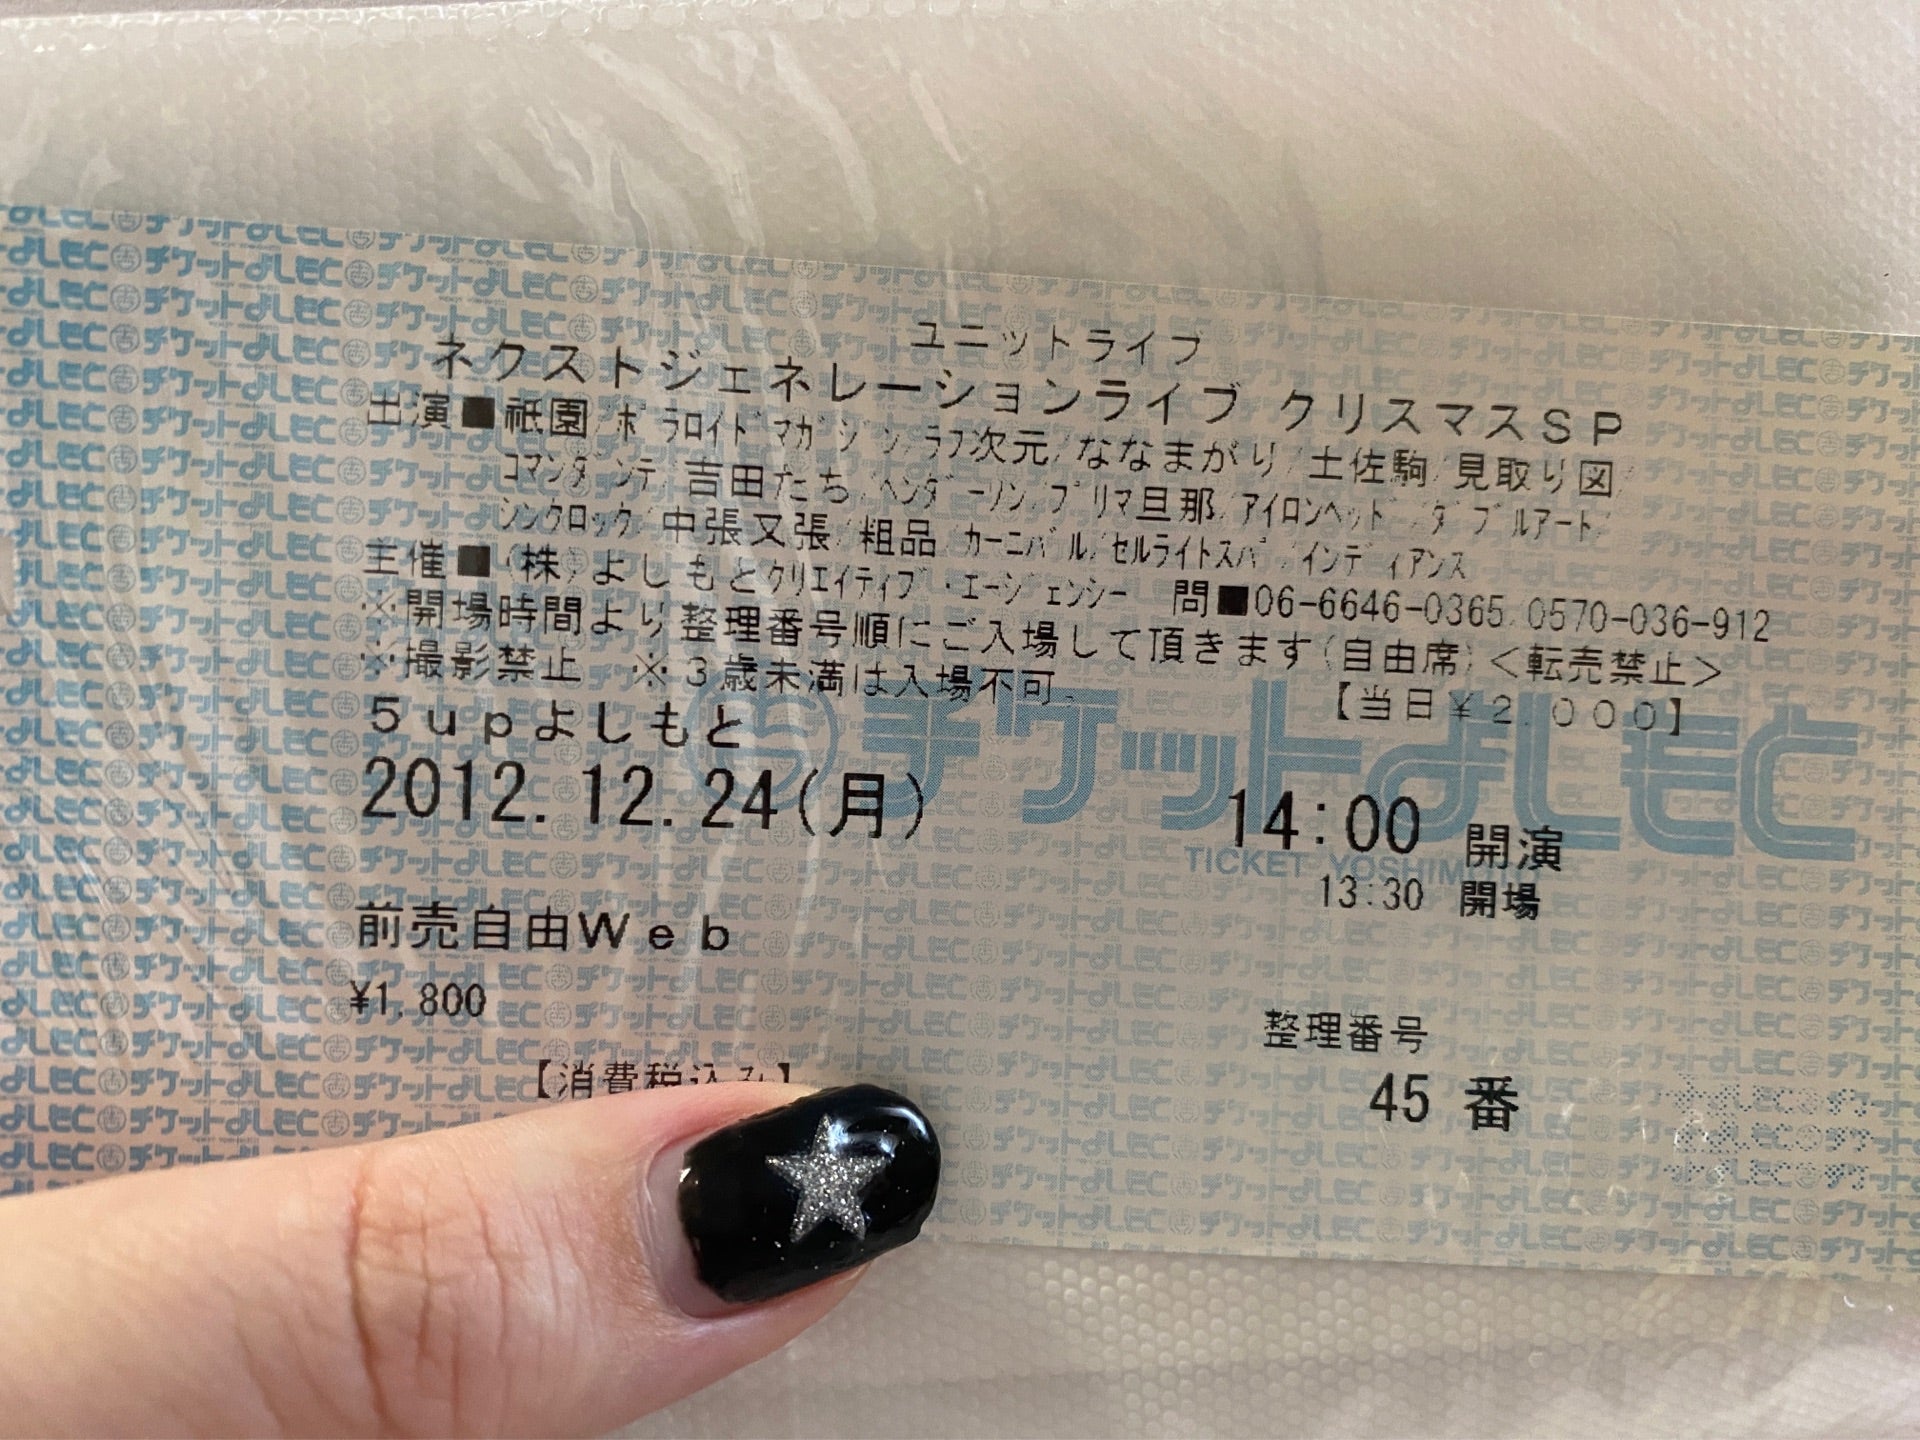 ユニットライブ
ネクストジェネレーションライブ クリスマスSP
出演■祇園/ポラロイドマガジン/ラフ次元/ななまがり/土佐駒/見取り図/
コマンダンテ/吉田たち/ヘンダーソン/プリマ旦那/アイロンヘッド/ダブルアート/
シンクロック/中張又張/粗品/カーニバル/セルライトスパ/インディアンス
主催■(株)よしもとクリエイティブ・エージェンシー 問■06-6646-0365,0570-036-912
※開場時間より整理番号順にご入場して頂きます(自由席)<転売禁止>
※撮影禁止 ※3歳未満は入場不可。
【当日¥2,000】
5upよしもと
チケットよしもと
2012.12.24(月) 14:00 開演
TICKET YOSHIM
13:30 開場
前売自由Web
¥1,800
整理番号
【消費税込み】
45 番